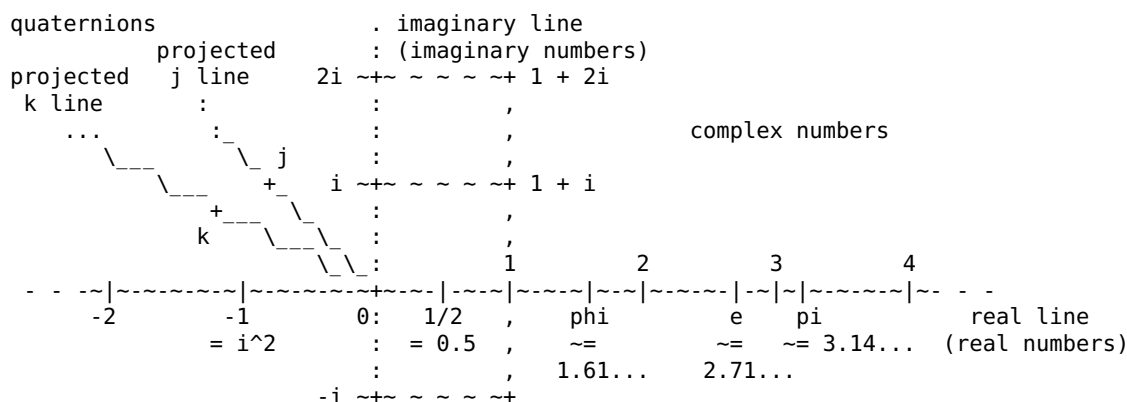 quaternions . imaginary line
projected : (imaginary numbers)
projected j line 2i ~+~ ~ ~ ~ ~+ 1 + 2i
k line : : ,
... :_ : , complex numbers
\___ \_ j : ,
\___ +_ i ~+~ ~ ~ ~ ~+ 1 + i
+___ \_ : ,
k \___\_ : ,
\_\_: 1 2 3 4
- - -~|~-~-~-~-~|~-~-~-~-~+~-~-|-~-~|~-~-~|~-~|~-~-~-|-~|~|~-~-~-~|~- - -
-2 -1 0: 1/2 , phi e pi real line
= i^2 : = 0.5 , ~= ~= ~= 3.14... (real numbers)
: , 1.61... 2.71...
-i ~+~ ~ ~ ~ ~+